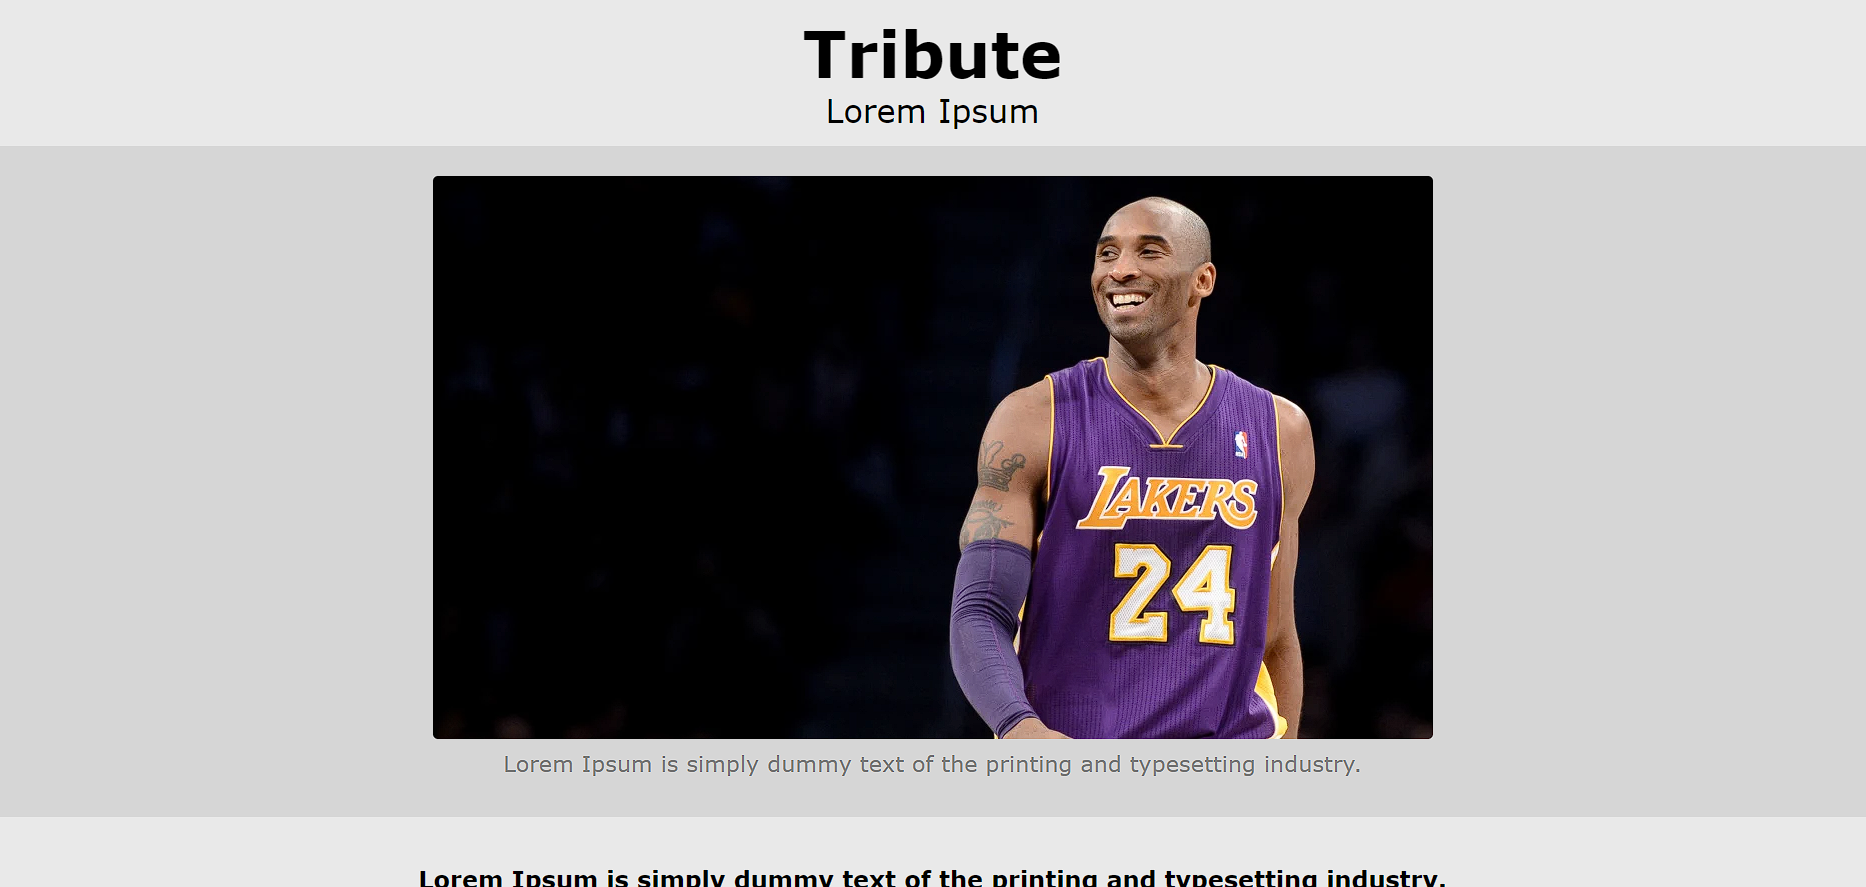 Tribute
Lorem Ipsum
LAKERS
24
Lorem Ipsum is simply dummy text of the printing and typesetting industry.
Lorem Ipsum is simply dummy text of the printing and typesetting industry.